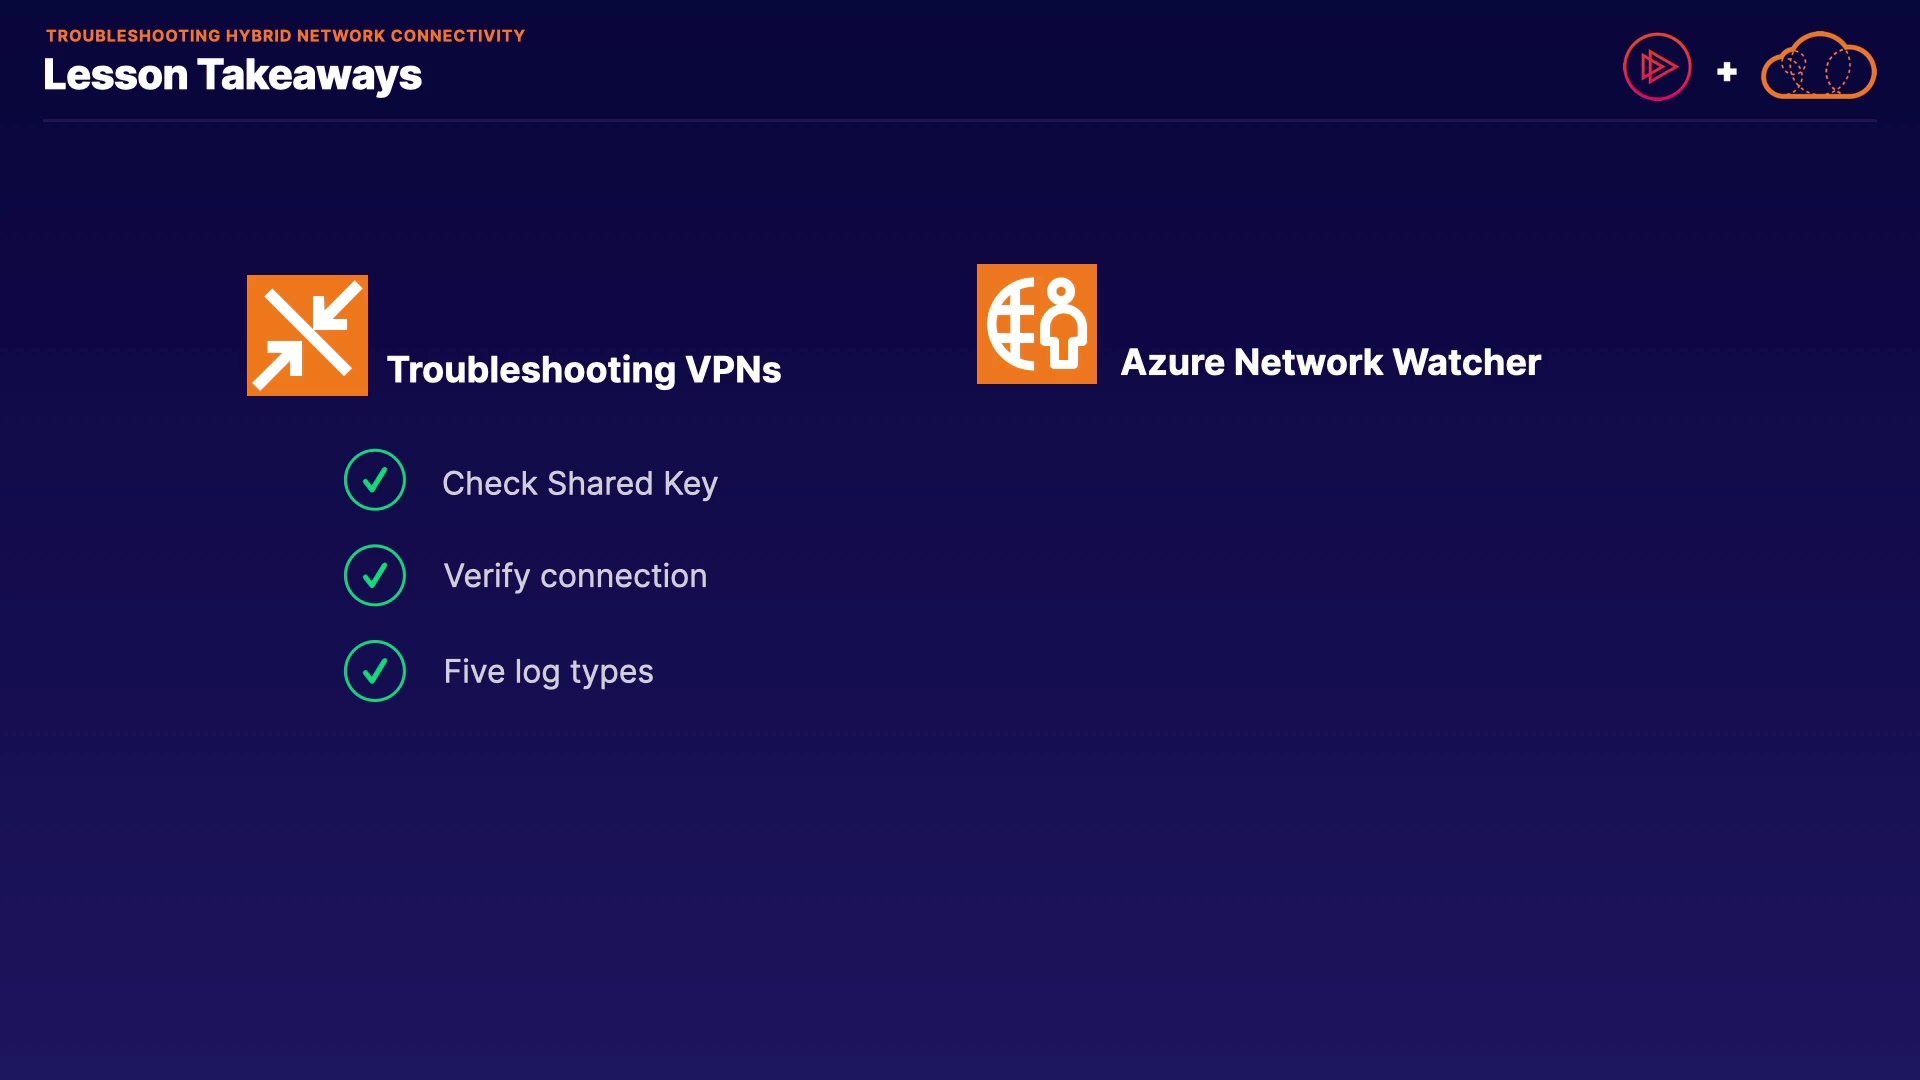 TROUBLESHOOTING HYBRID NETWORK CONNECTIVITY
Lesson Takeaways
+
Troubleshooting VPNs
Check Shared Key
Verify connection
Five log types
Azure Network Watcher